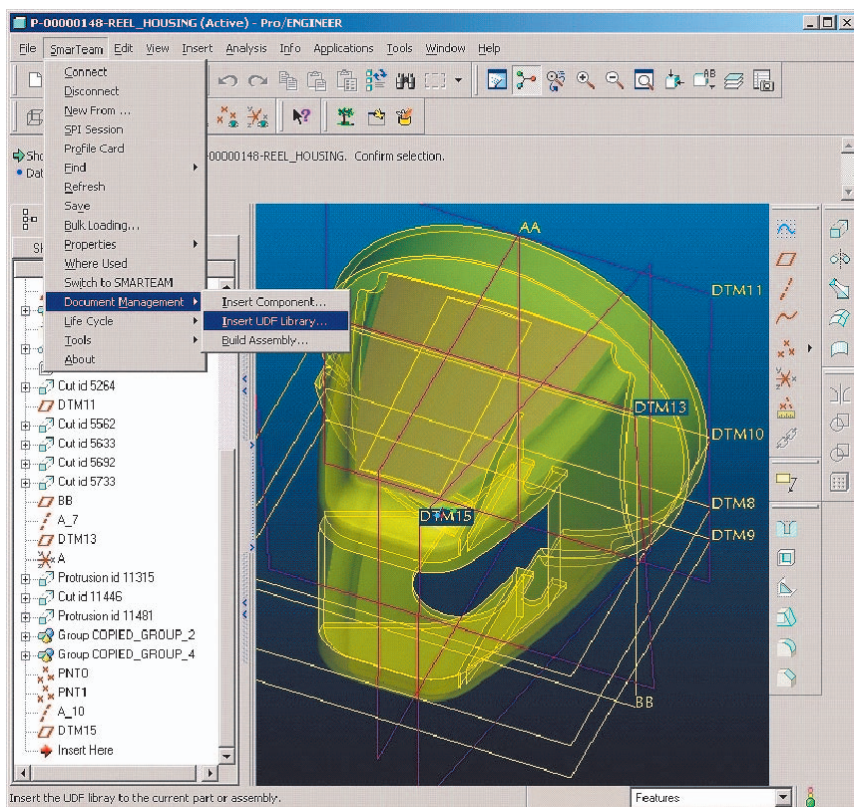 P-00000148-REEL_HOUSING (Active) - Pro/ENGINEER
File SmarTeam Edit View Insert Analysis Info Applications Tools Window Help
Connect
Disconnect
New From ...
SPI Session
Profile Card
Find
Refresh
Save
Bulk Loading...
Properties
Where Used
Switch to SMARTEAM
Document Management
Life Cycle
Tools
About
Insert Component...
Insert UDF Library...
Build Assembly...
Sho
-00000148-REEL_HOUSING. Confirm selection.
Dat
Cut id 5264
DTM11
Cut id 5562
Cut id 5633
Cut id 5692
Cut id 5733
BB
A_7
DTM13
A
Protrusion id 11315
Cut id 11446
Protrusion id 11481
Group COPIED_GROUP_2
Group COPIED_GROUP_4
PNT0
PNT1
A_10
DTM15
Insert Here
AA
DTM11
DTM13
DTM10
DTM8
DTM15
DTM9
BB
Insert the UDF libray to the current part or assembly.
Features